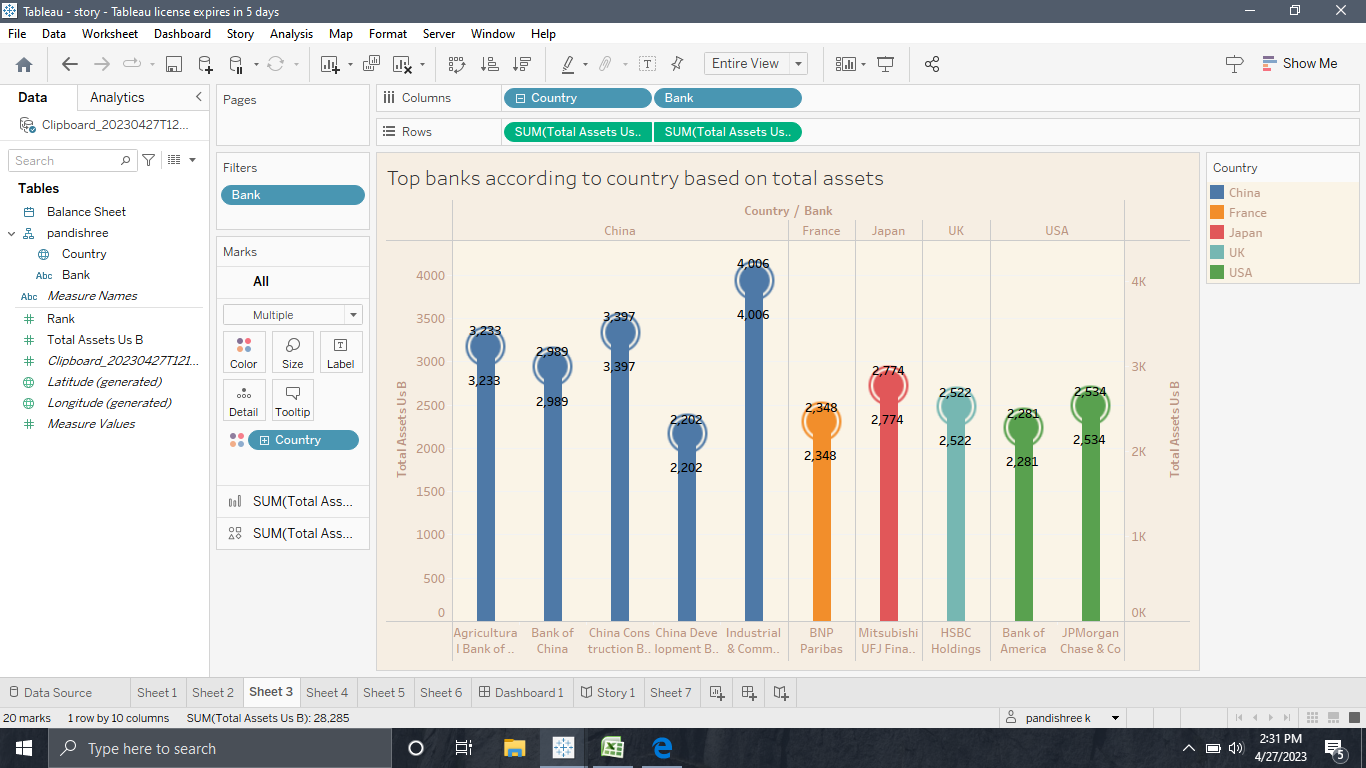 Tableau - story - Tableau license expires in 5 days
File Data Worksheet Dashboard Story Analysis Map Format Server Window Help
Entire View
Show Me
Data Analytics
Clipboard_20230427T12...
Search
Tables
Balance Sheet
pandishree
Country
Abc Bank
Abc Measure Names
Rank
Total Assets Us B
Clipboard_20230427T121...
Latitude (generated)
Longitude (generated)
Measure Values
Pages
Filters
Bank
Marks
All
Multiple
Color Size Label
Detail Tooltip
Country
SUM(Total Ass...
SUM(Total Ass...
Columns Country Bank
Rows SUM(Total Assets Us.. SUM(Total Assets Us..
Top banks according to country based on total assets
Country / Bank
China France Japan UK USA
Total Assets Us B
4000
3500
3000
2500
2000
1500
1000
500
0
3,233
3,233
2,989
2,989
3,397
3,397
2,202
2,202
4,006
4,006
2,348
2,348
2,774
2,774
2,522
2,522
2,281
2,281
2,534
2,534
4K
3K
2K
1K
0K
Total Assets Us B
Agricultura
l Bank of ..
Bank of
China
China Cons
truction B..
China Deve
lopment B..
Industrial
& Comm..
BNP
Paribas
Mitsubishi
UFJ Fina..
HSBC
Holdings
Bank of
America
JPMorgan
Chase & Co
Country
China
France
Japan
UK
USA
Data Source Sheet 1 Sheet 2 Sheet 3 Sheet 4 Sheet 5 Sheet 6 Dashboard 1 Story 1 Sheet 7
20 marks 1 row by 10 columns SUM(Total Assets Us B): 28,285
pandishree k
Type here to search
2:31 PM
4/27/2023
5